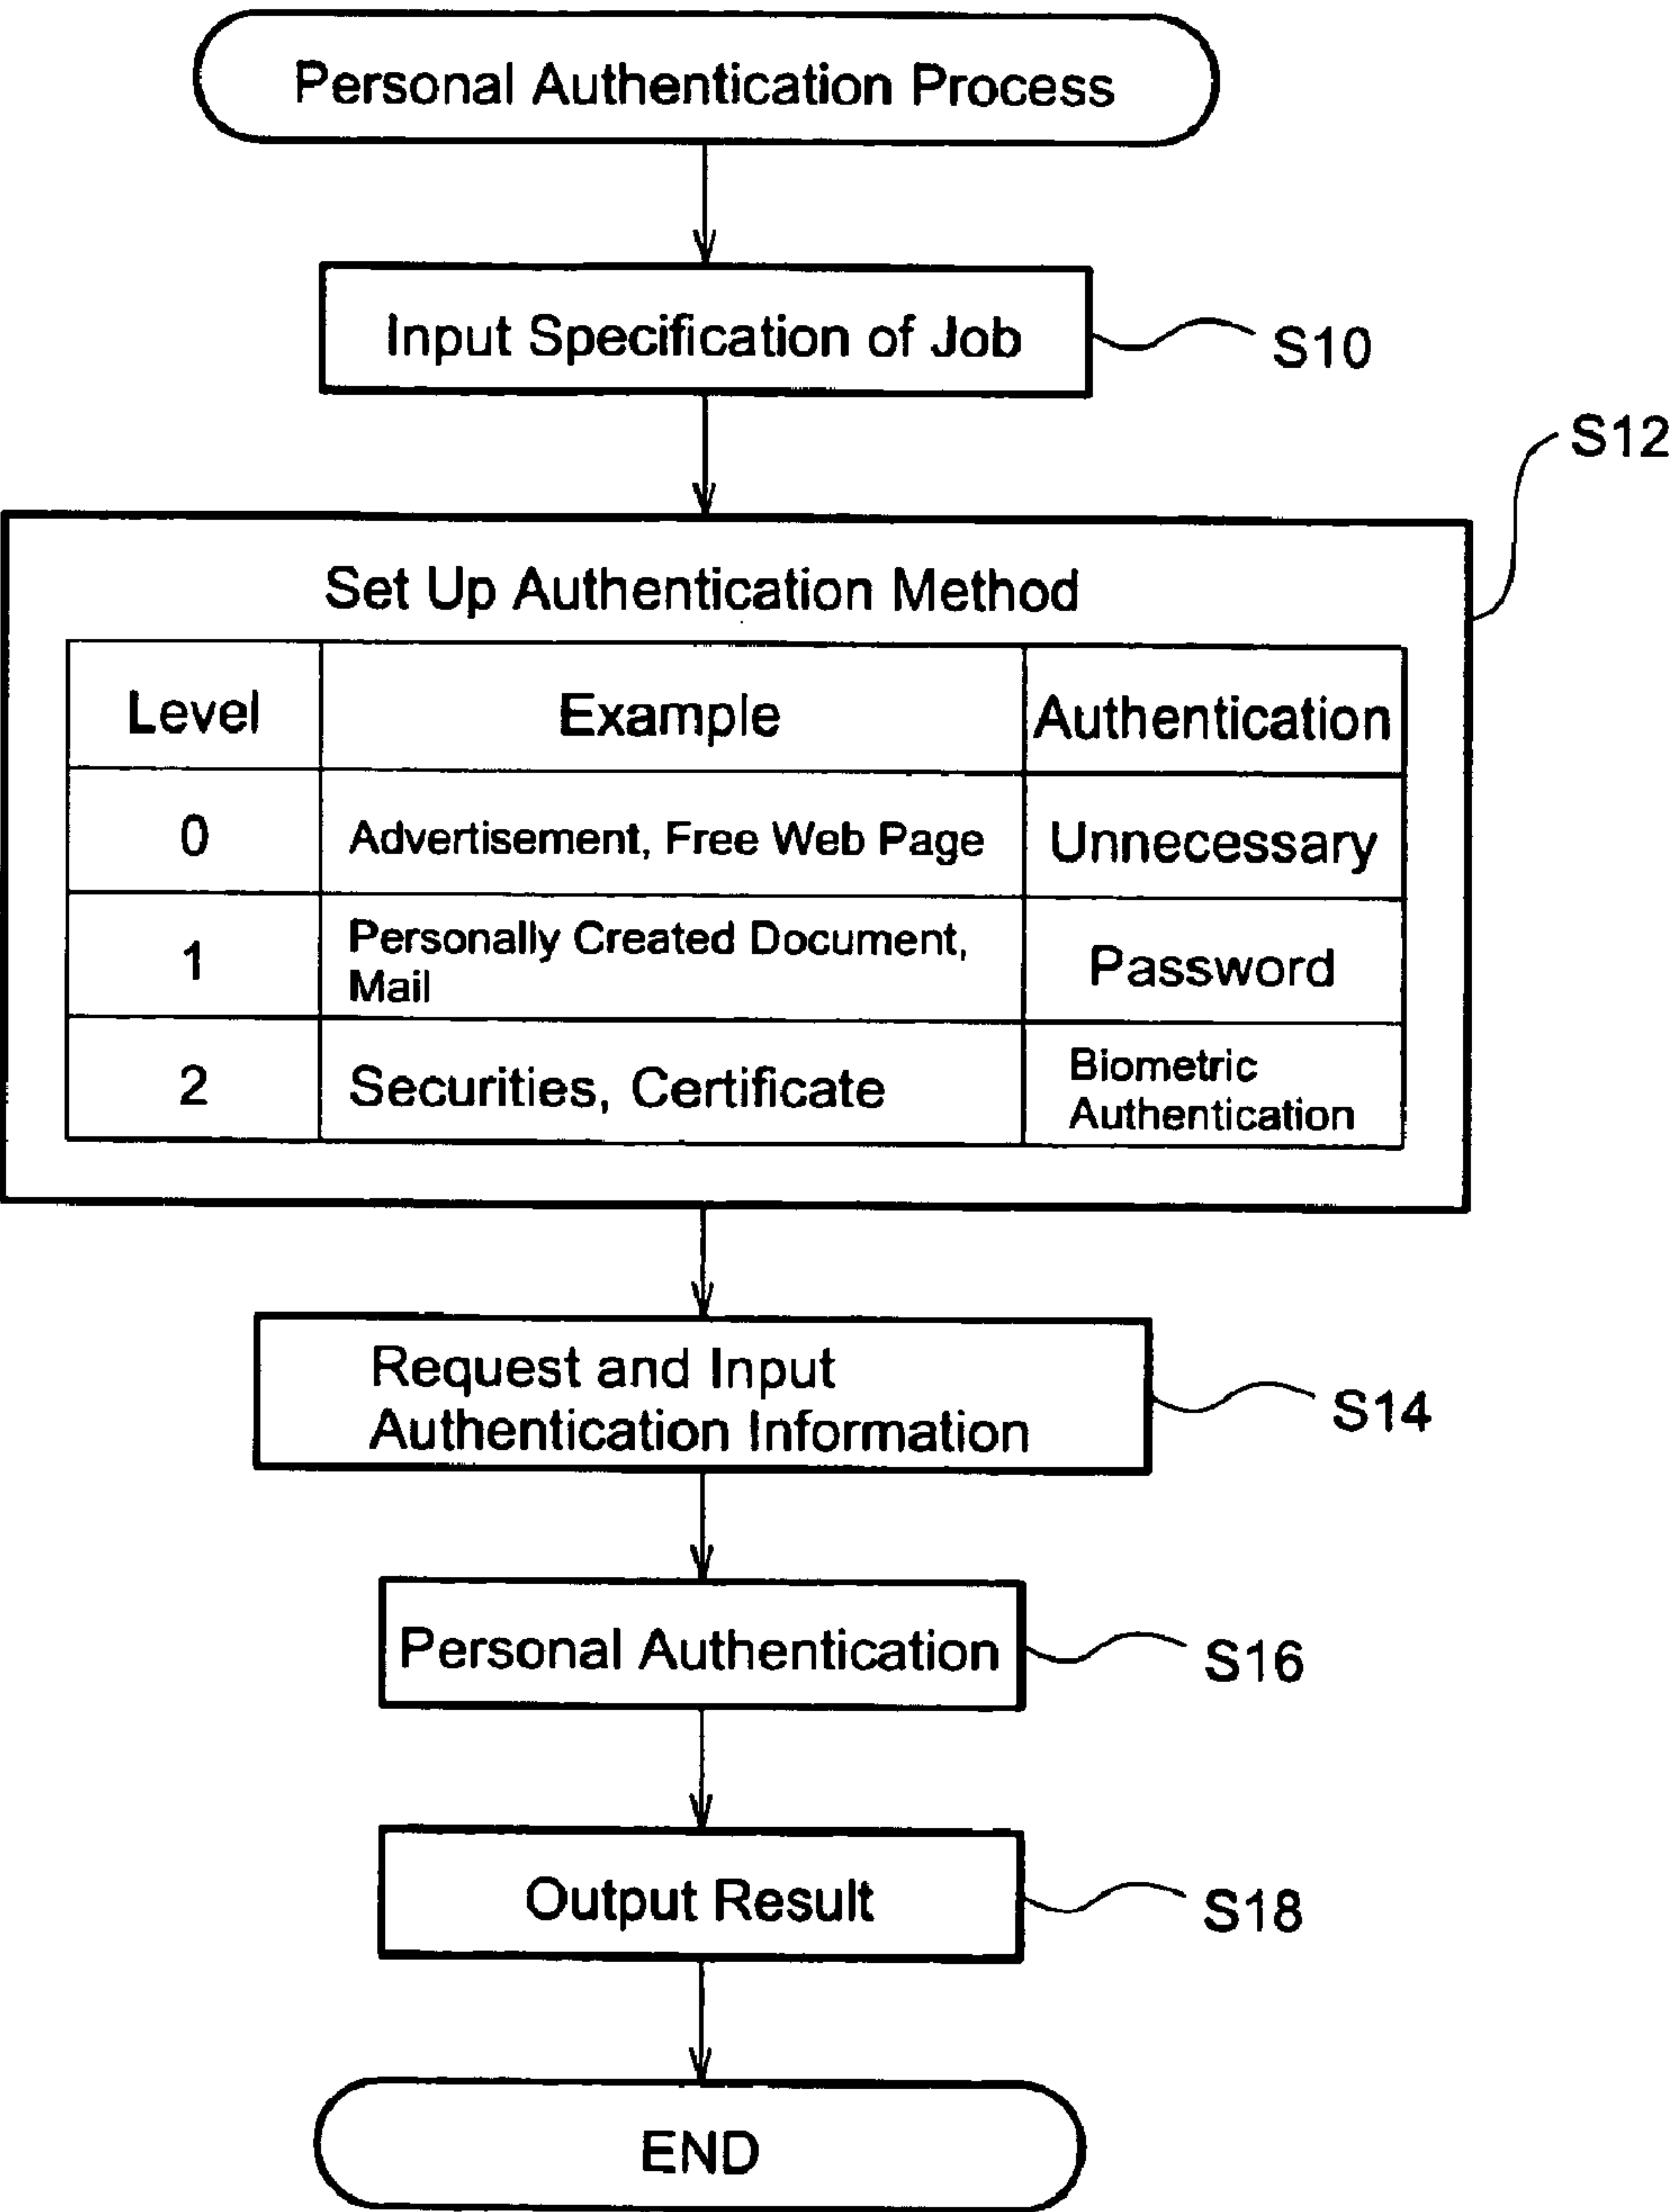 Personal Authentication Process
Input Specification of Job
S10
S12
Set Up Authentication Method
Level Example Authentication
0 Advertisement, Free Web Page Unnecessary
1 Personally Created Document,
Mail
Password
2 Securities, Certificate
Biometric
Authentication
Request and Input
Authentication Information
S14
Personal Authentication
S16
Output Result
S18
END